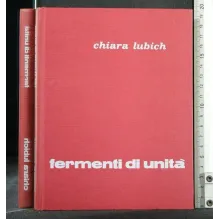 chiara lubich
fermenti di unità
fermenti di unità
chiara lubich